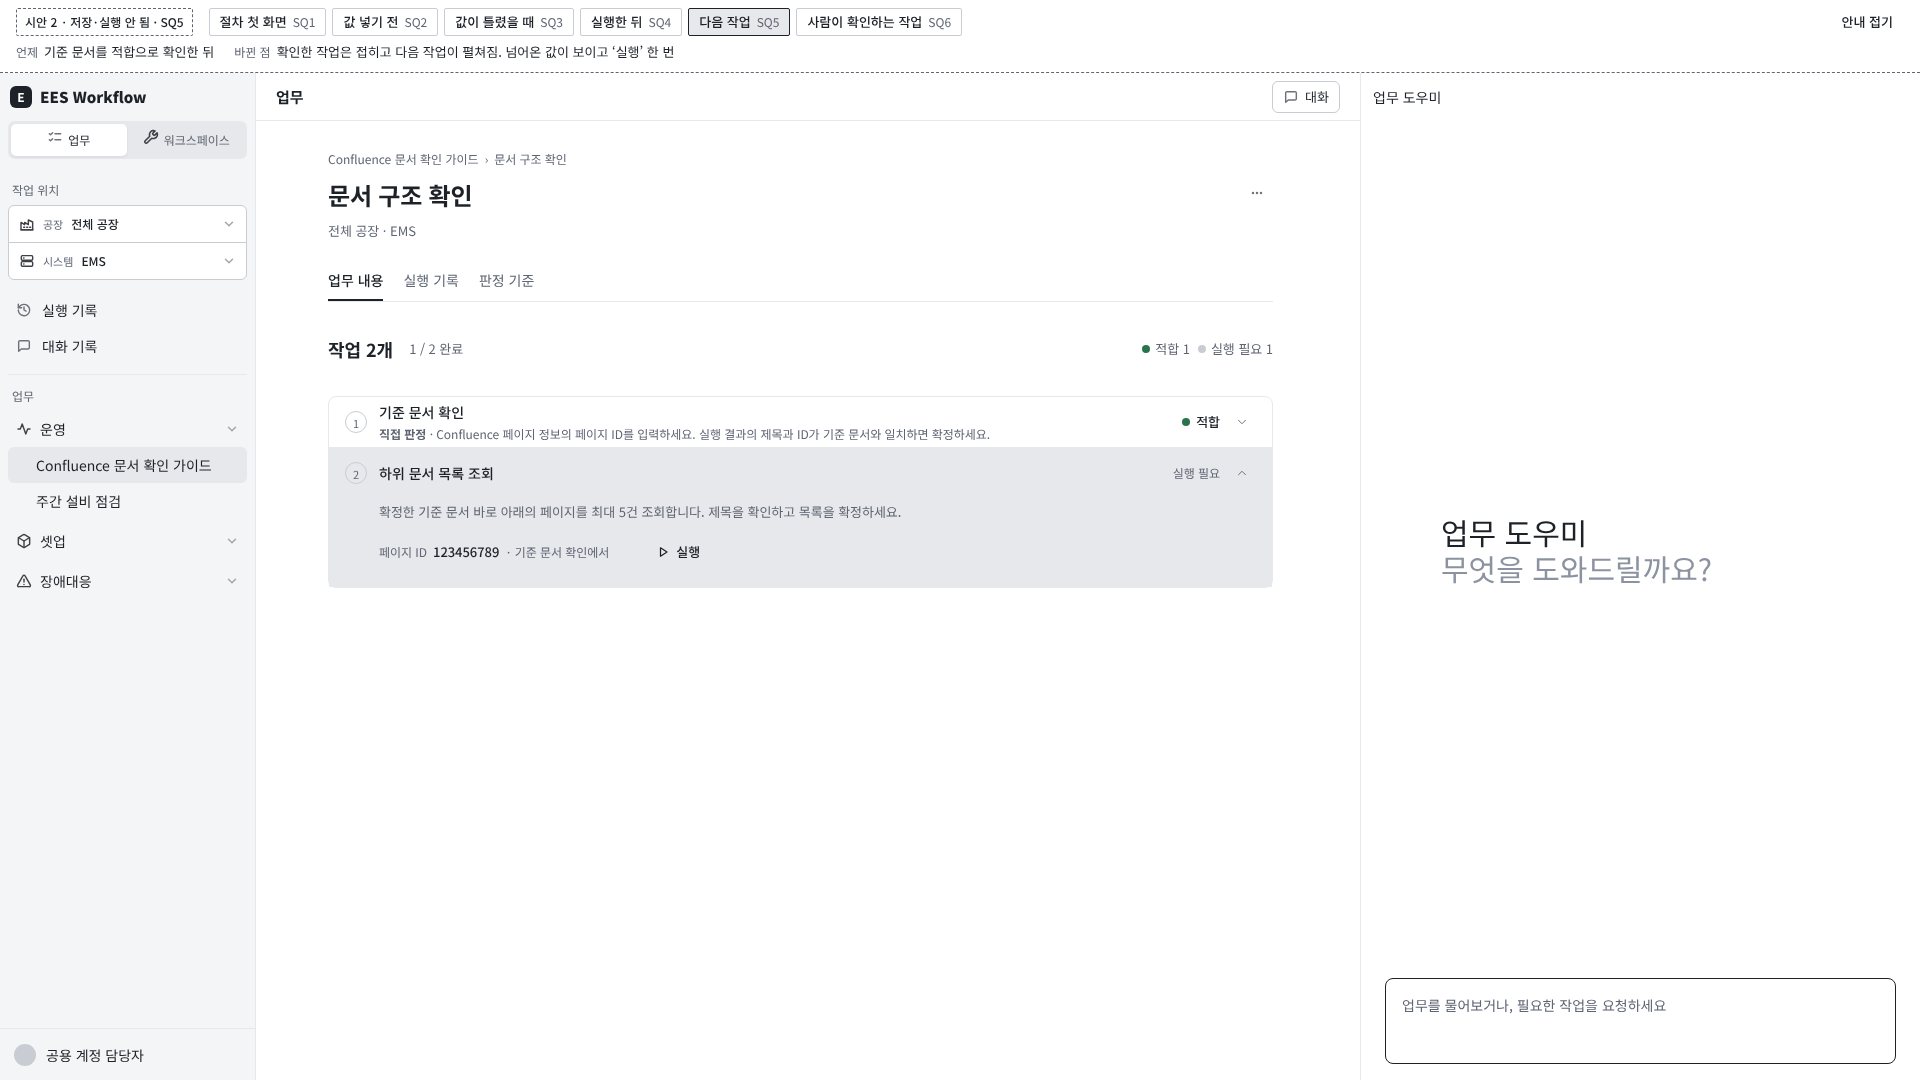 시안 2 · 저장·실행 안 됨 · SQ5
절차 첫 화면 SQ1
값 넣기 전 SQ2
값이 틀렸을 때 SQ3
실행한 뒤 SQ4
다음 작업 SQ5
사람이 확인하는 작업 SQ6
안내 접기
언제 기준 문서를 적합으로 확인한 뒤
바뀐 점 확인한 작업은 접히고 다음 작업이 펼쳐짐. 넘어온 값이 보이고 ‘실행’ 한 번
E EES Workflow
업무
워크스페이스
작업 위치
공장 전체 공장
시스템 EMS
실행 기록
대화 기록
업무
운영
Confluence 문서 확인 가이드
주간 설비 점검
셋업
장애대응
공용 계정 담당자
업무
대화
Confluence 문서 확인 가이드 › 문서 구조 확인
문서 구조 확인
전체 공장 · EMS
업무 내용
실행 기록
판정 기준
작업 2개 1 / 2 완료
적합 1 실행 필요 1
1 기준 문서 확인
직접 판정 · Confluence 페이지 정보의 페이지 ID를 입력하세요. 실행 결과의 제목과 ID가 기준 문서와 일치하면 확정하세요.
적합
2 하위 문서 목록 조회
실행 필요
확정한 기준 문서 바로 아래의 페이지를 최대 5건 조회합니다. 제목을 확인하고 목록을 확정하세요.
페이지 ID 123456789 · 기준 문서 확인에서
실행
업무 도우미
업무 도우미
무엇을 도와드릴까요?
업무를 물어보거나, 필요한 작업을 요청하세요